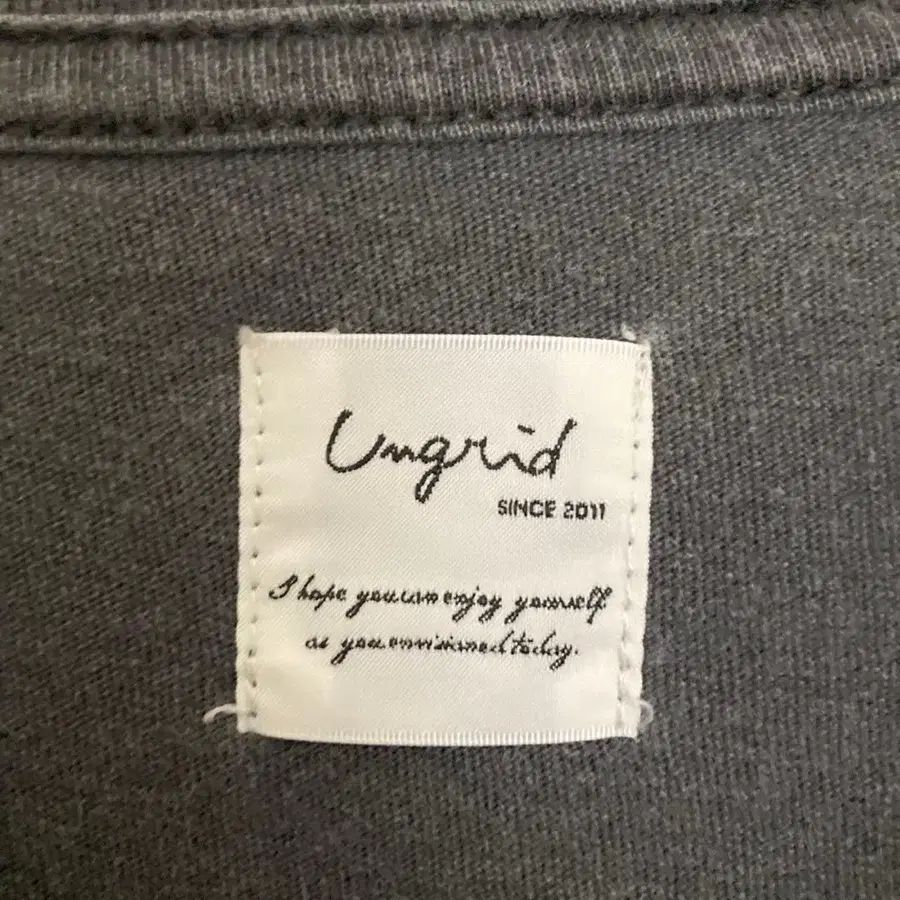 Ungrid
SINCE 2011
I hope you can enjoy yourself
as you envisioned today.